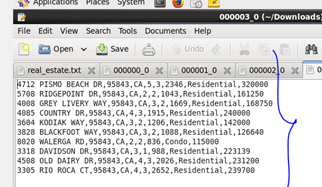 Applications Places System
000003_0 (~/Downloads
File Edit View Search Tools Documents Help
Open Save Undo
real_estate.txt 000000_0 000001_0 000002_0
4712 PISMO BEACH DR,95843,CA,5,3,2346,Residential,320000
5708 RIDGEPOINT DR,95843,CA,2,2,1043,Residential,161250
4008 GREY LIVERY WAY,95843,CA,3,2,1669,Residential,168750
4085 COUNTRY DR,95843,CA,4,3,1915,Residential,240000
3604 KODIAK WAY,95843,CA,3,2,1206,Residential,142000
3828 BLACKFOOT WAY,95843,CA,3,2,1088,Residential,126640
8020 WALERGA RD,95843,CA,2,2,836,Condo,115000
3318 DAVIDSON DR,95843,CA,3,1,988,Residential,223139
4508 OLD DAIRY DR,95843,CA,4,3,2026,Residential,231200
3305 RIO ROCA CT,95843,CA,4,3,2652,Residential,239700